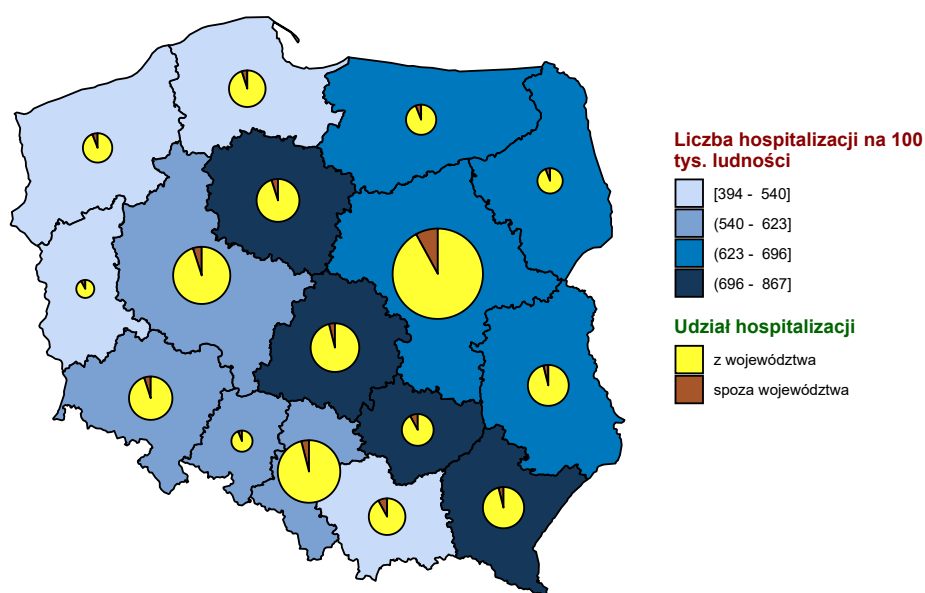 Liczba hospitalizacji na 100
tys. ludności
[394 - 540]
(540 - 623]
(623 - 696]
(696 - 867]
Udział hospitalizacji
z województwa
spoza województwa